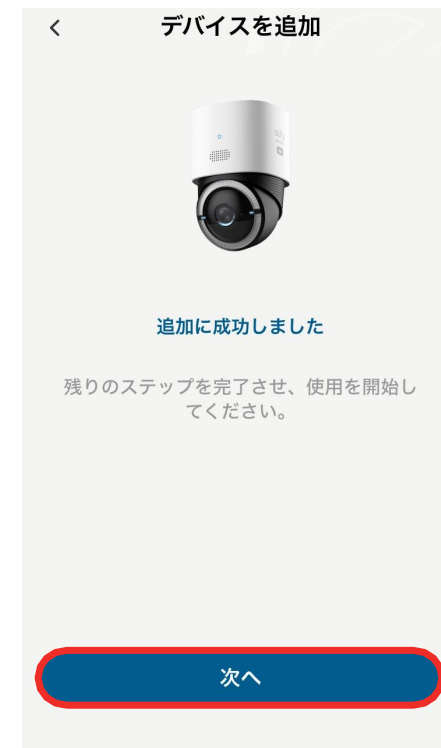 デバイスを追加
eufy
追加に成功しました
残りのステップを完了させ、使用を開始し
てください。
次へ